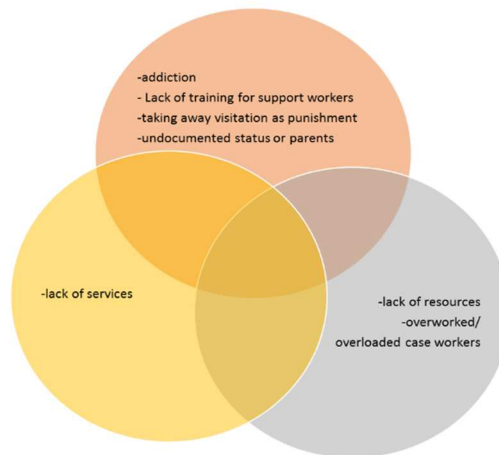 -addiction
- Lack of training for support workers
-taking away visitation as punishment
-undocumented status or parents
-lack of services
-lack of resources
-overworked/
overloaded case workers